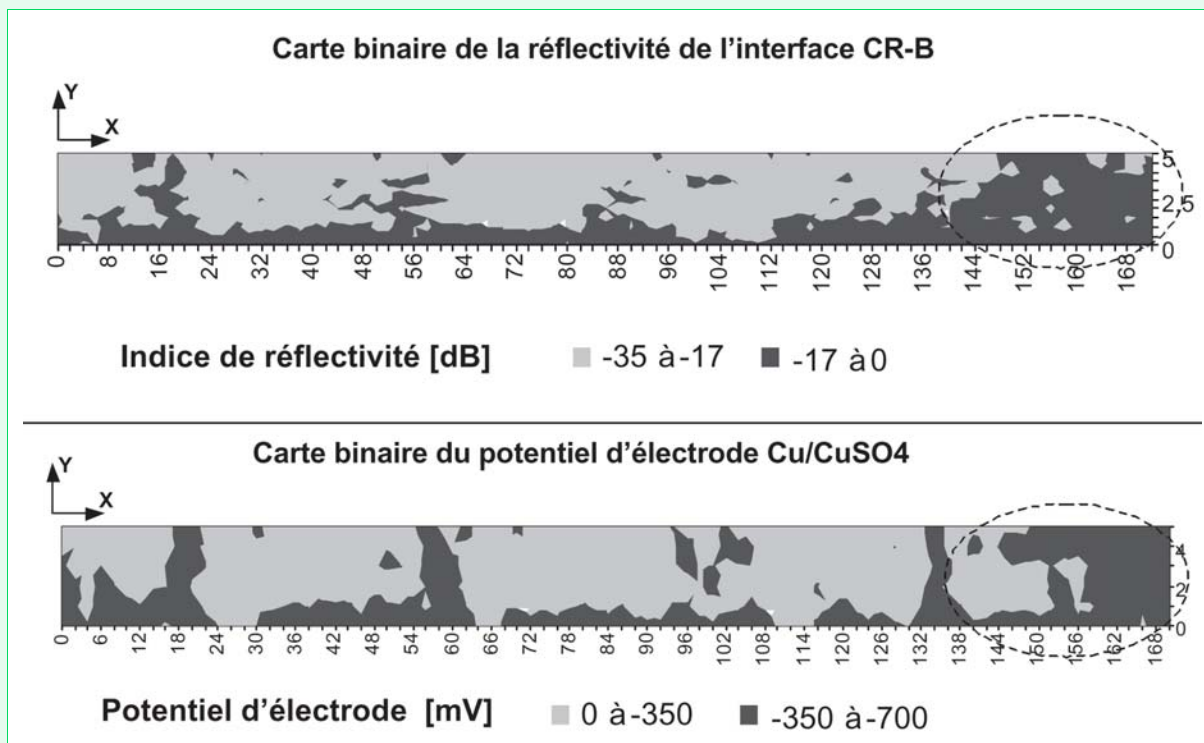 Carte binaire de la réflectivité de l'interface CR-B
Y
X
5
2,5
0
0 8 16 24 32 40 48 56 64 72 80 88 96 104 112 120 128 136 144 152 160 168
Indice de réflectivité [dB] -35 à -17 -17 à 0
Carte binaire du potentiel d'électrode Cu/CuSO4
Y
X
4
2
0
0 6 12 18 24 30 36 42 48 54 60 66 72 78 84 90 96 102 108 114 120 126 132 138 144 150 156 162 168
Potentiel d'électrode [mV] 0 à -350 -350 à -700